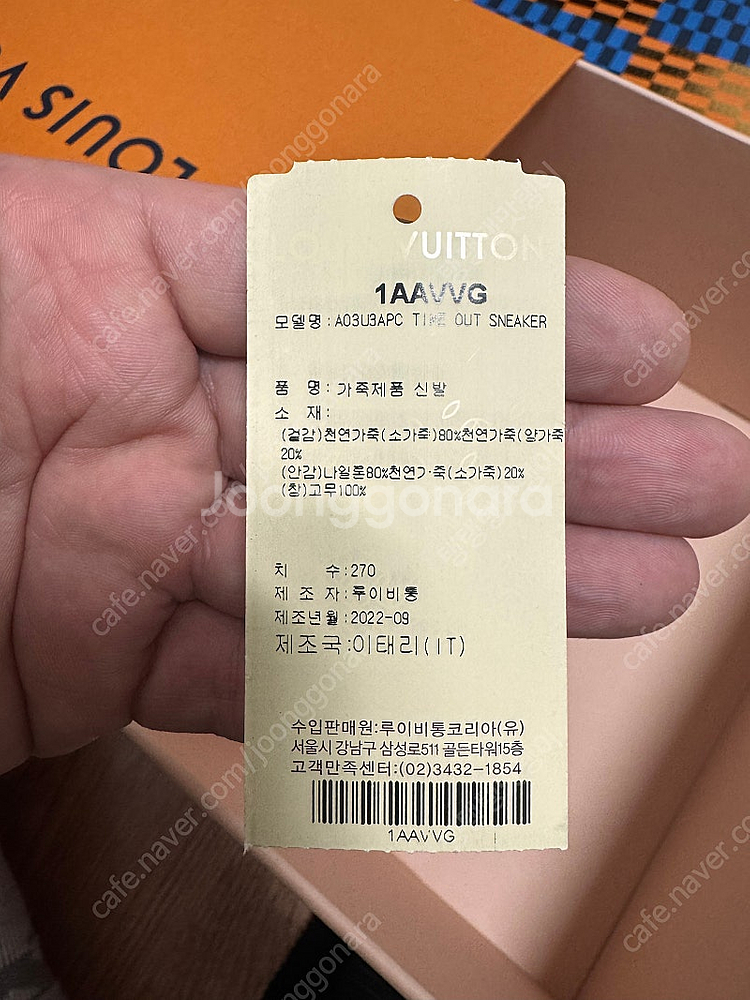 LOUIS V
VUITTON
1AAVVG
모델명:A03U3APC TIME OUT SNEAKER
품 명:가죽제품 신발
소 재:
(겉감)천연가죽(소가죽)80%천연가죽(양가죽
20%
(안감)나일론80%천연가죽(소가죽)20%
(창)고무100%
치 수:270
제 조 자:루이비통
제조년월:2022-09
제조국:이태리(IT)
수입판매원:루이비통코리아(유)
서울시 강남구 삼성로511 골든타워15층
고객만족센터:(02)3432-1854
1AAVVG
Joonggonara
cafe.naver.com/joonggonara